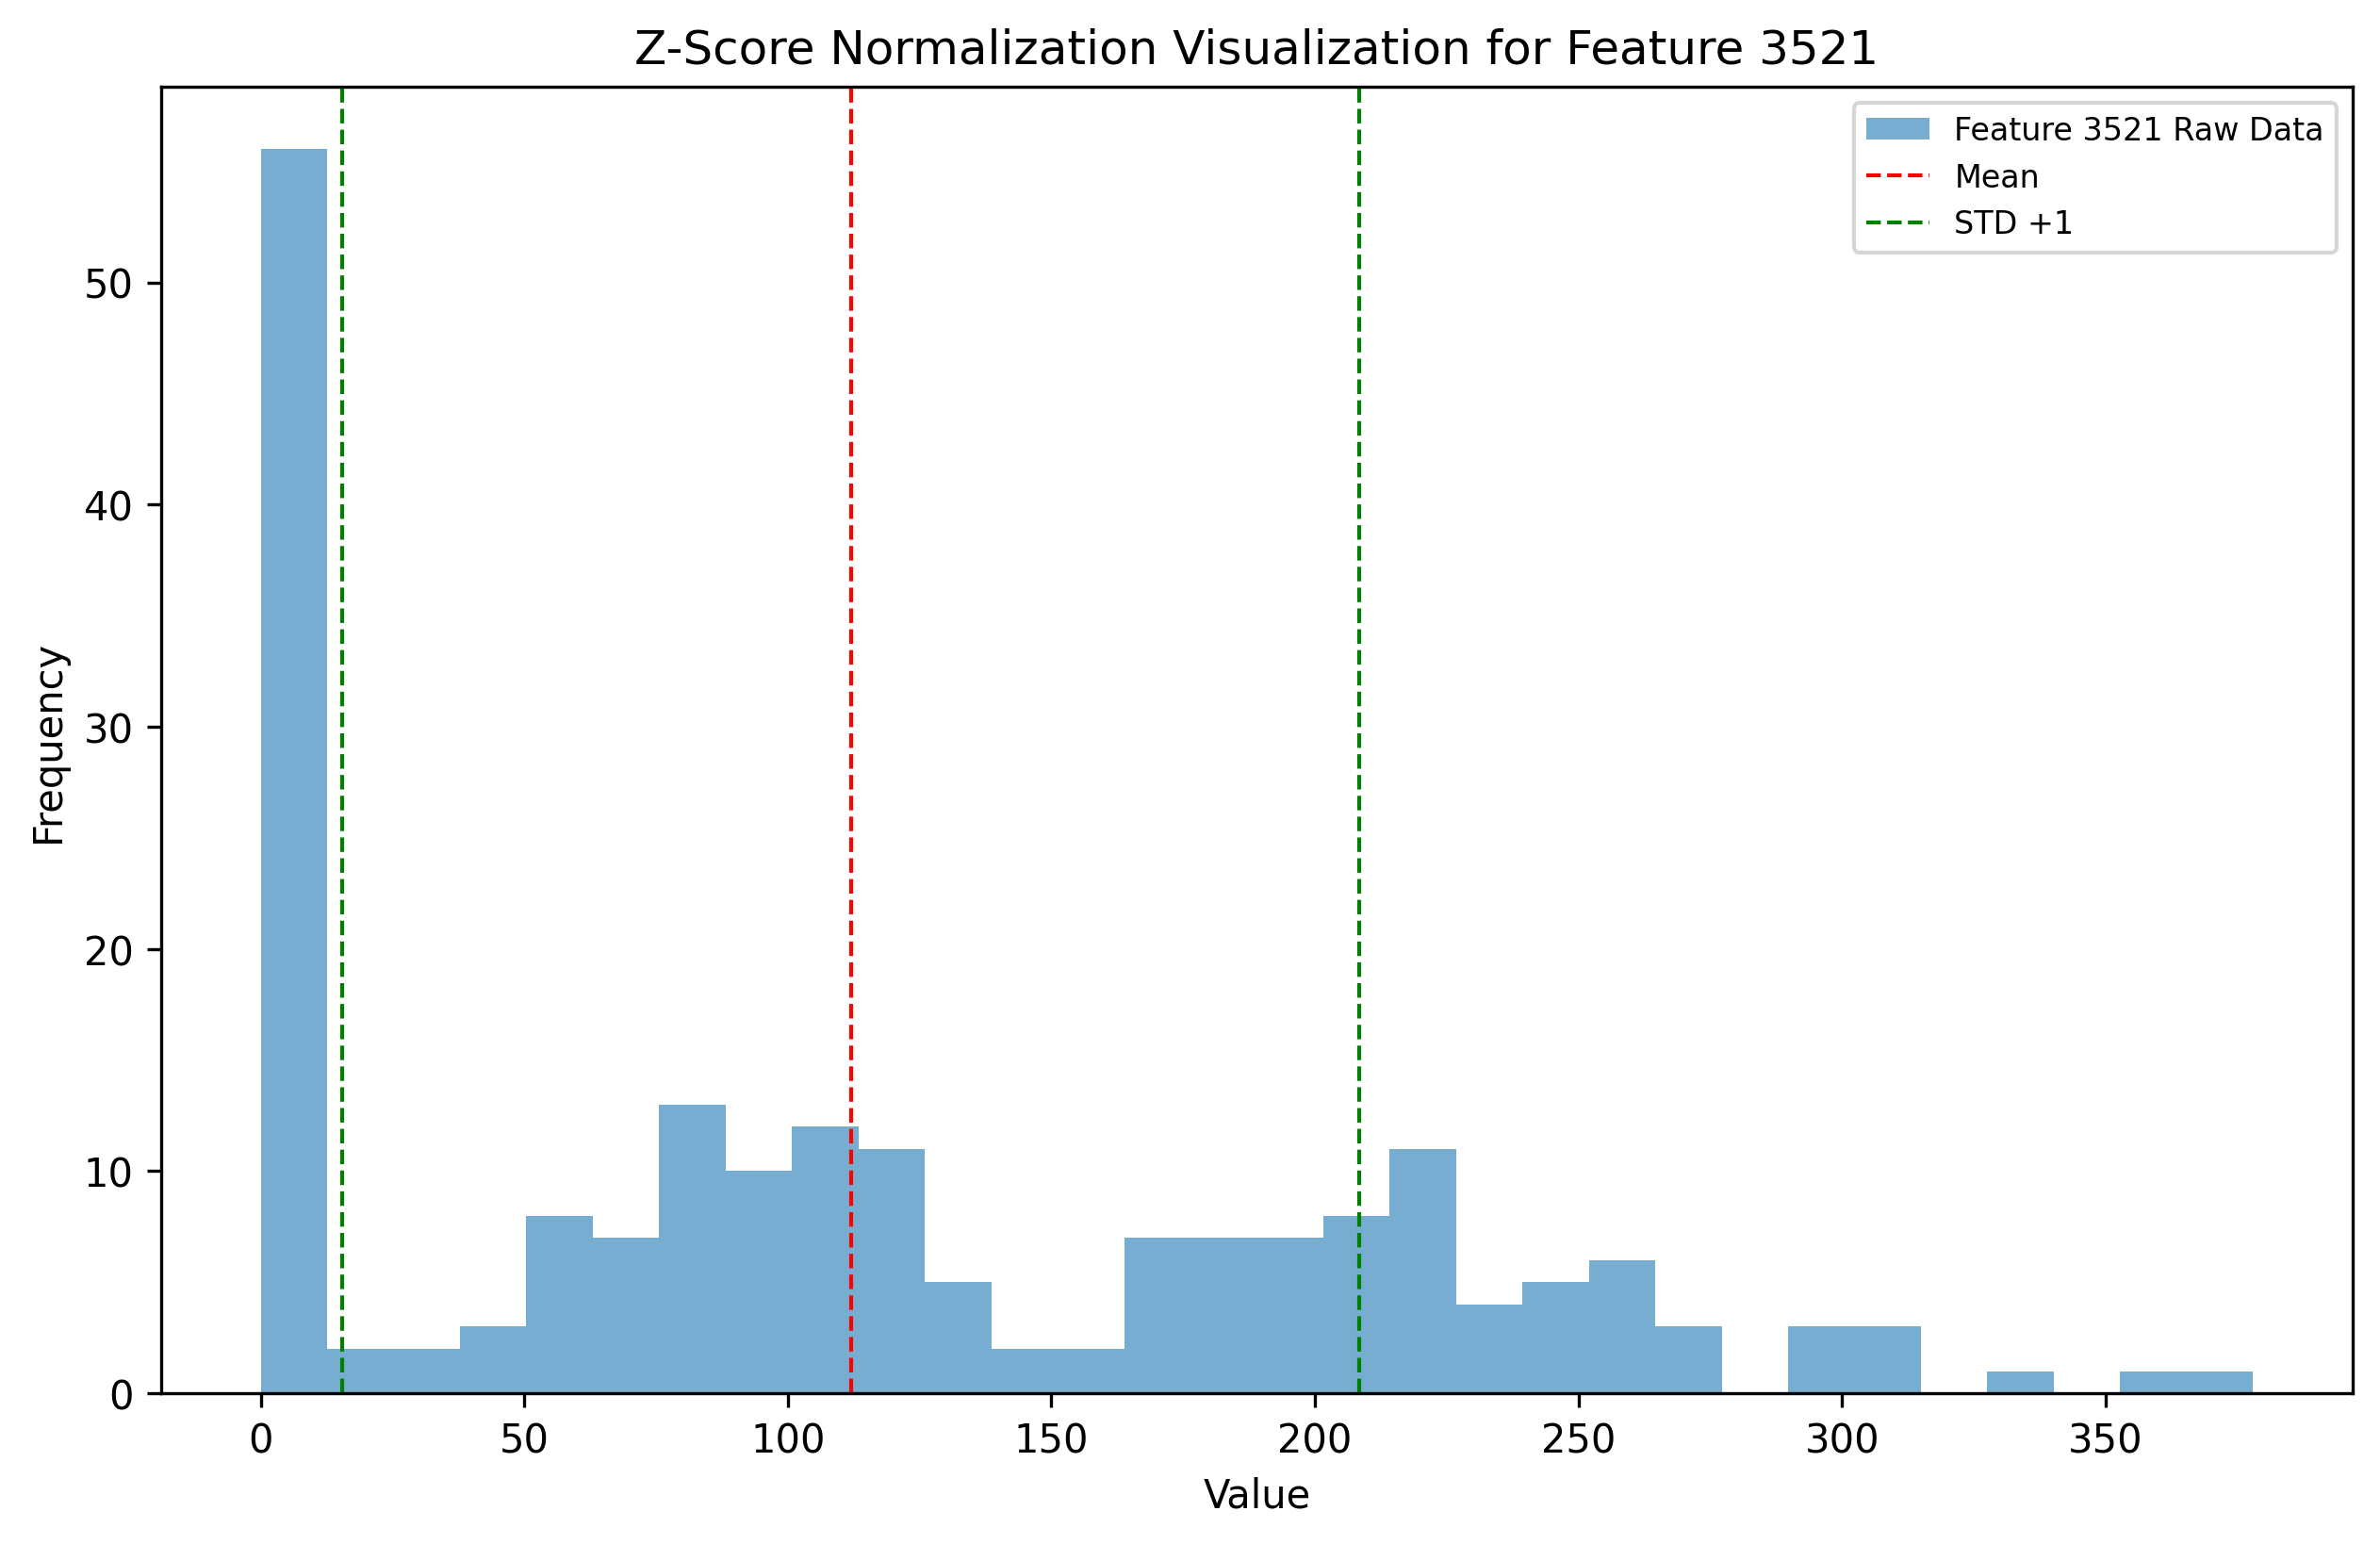 Z-Score Normalization Visualization for Feature 3521
Feature 3521 Raw Data
Mean
STD +1
50
40
30
20
10
0
Frequency
0 50 100 150 200 250 300 350
Value